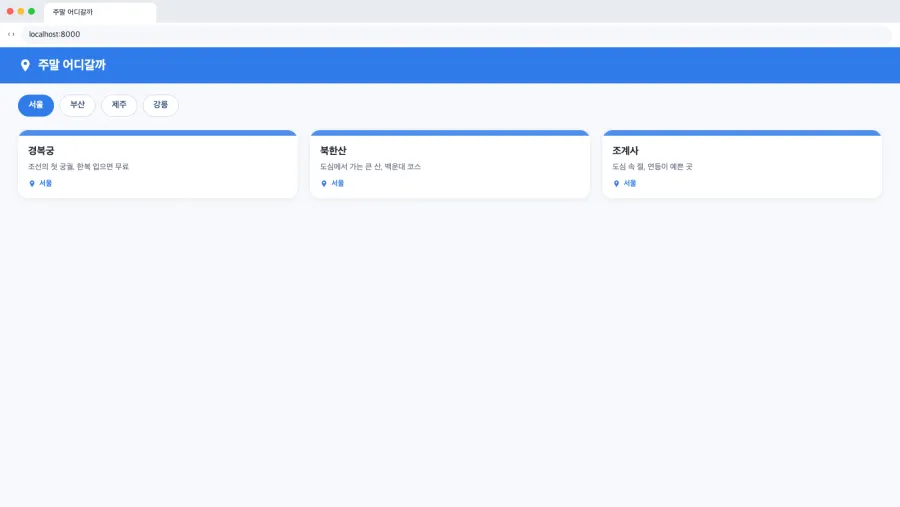 주말 어디갈까
localhost:8000
주말 어디갈까
서울 부산 제주 강릉
경복궁
조선의 첫 궁궐, 한복 입으면 무료
서울
북한산
도심에서 가는 큰 산, 백운대 코스
서울
조계사
도심 속 절, 연등이 예쁜 곳
서울